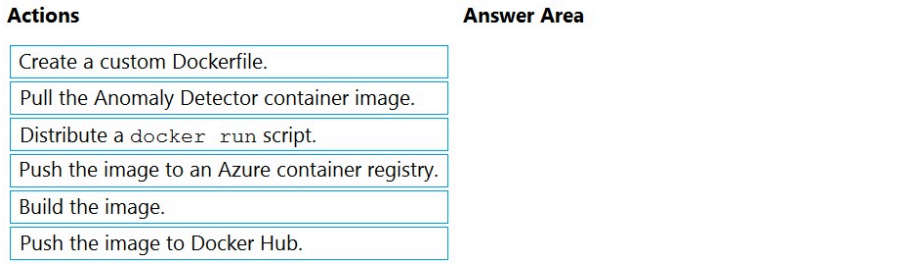 Actions
Answer Area
Create a custom Dockerfile.
Pull the Anomaly Detector container image.
Distribute a docker run script.
Push the image to an Azure container registry.
Build the image.
Push the image to Docker Hub.